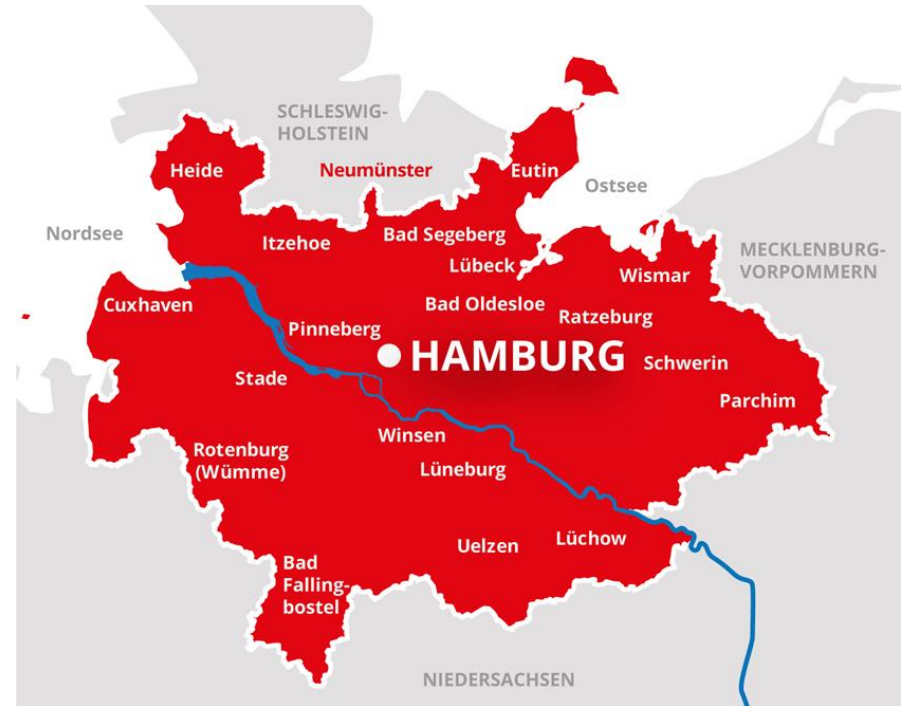 SCHLESWIG-
HOLSTEIN
Heide
Neumünster
Eutin
Ostsee
Nordsee
Itzehoe
Bad Segeberg
MECKLENBURG-
VORPOMMERN
Lübeck
Wismar
Cuxhaven
Bad Oldesloe
Ratzeburg
Pinneberg
HAMBURG
Schwerin
Stade
Parchim
Winsen
Rotenburg
(Wümme)
Lüneburg
Uelzen
Lüchow
Bad
Falling-
bostel
NIEDERSACHSEN